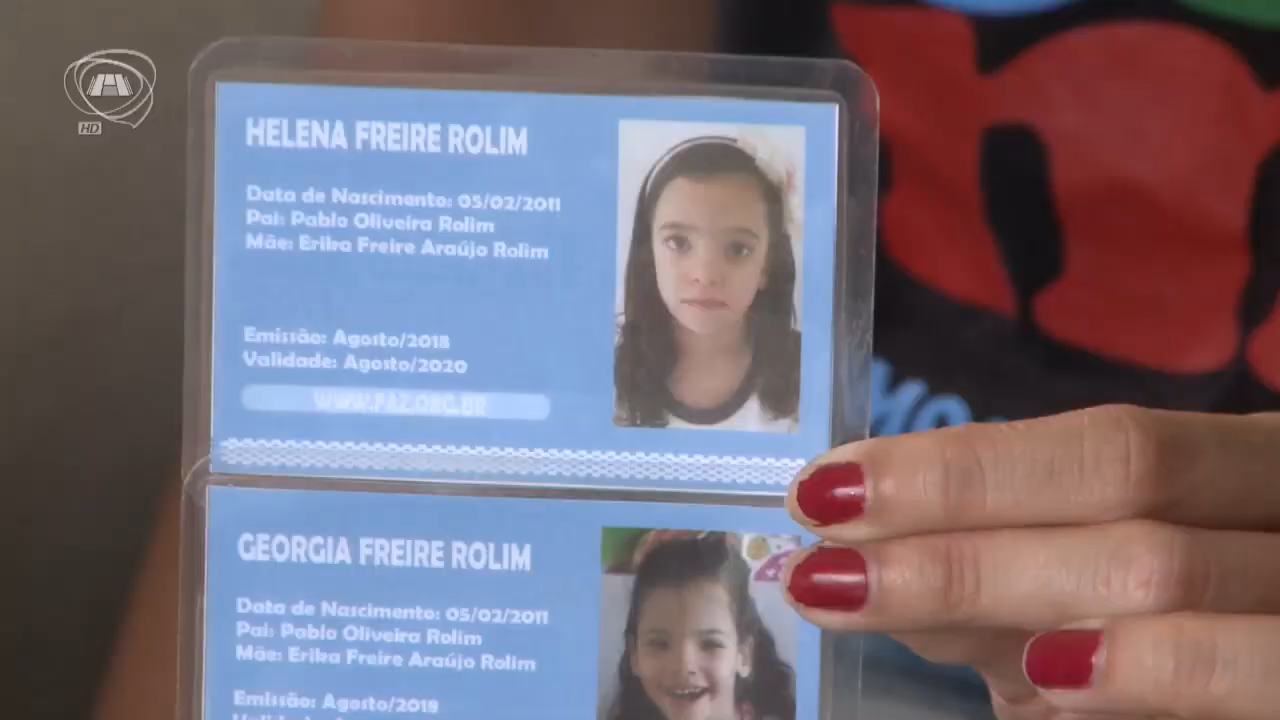 HD
HELENA FREIRE ROLIM
Data de Nascimento: 05/02/2011
Pai: Pablo Oliveira Rolim
Mãe: Erika Freire Araújo Rolim
Emissão: Agosto/2018
Validade: Agosto/2020
WWW.FAZ.ORG.BR
GEORGIA FREIRE ROLIM
Data de Nascimento: 05/02/2011
Pai: Pablo Oliveira Rolim
Mãe: Erika Freire Araújo Rolim
Emissão: Agosto/2018